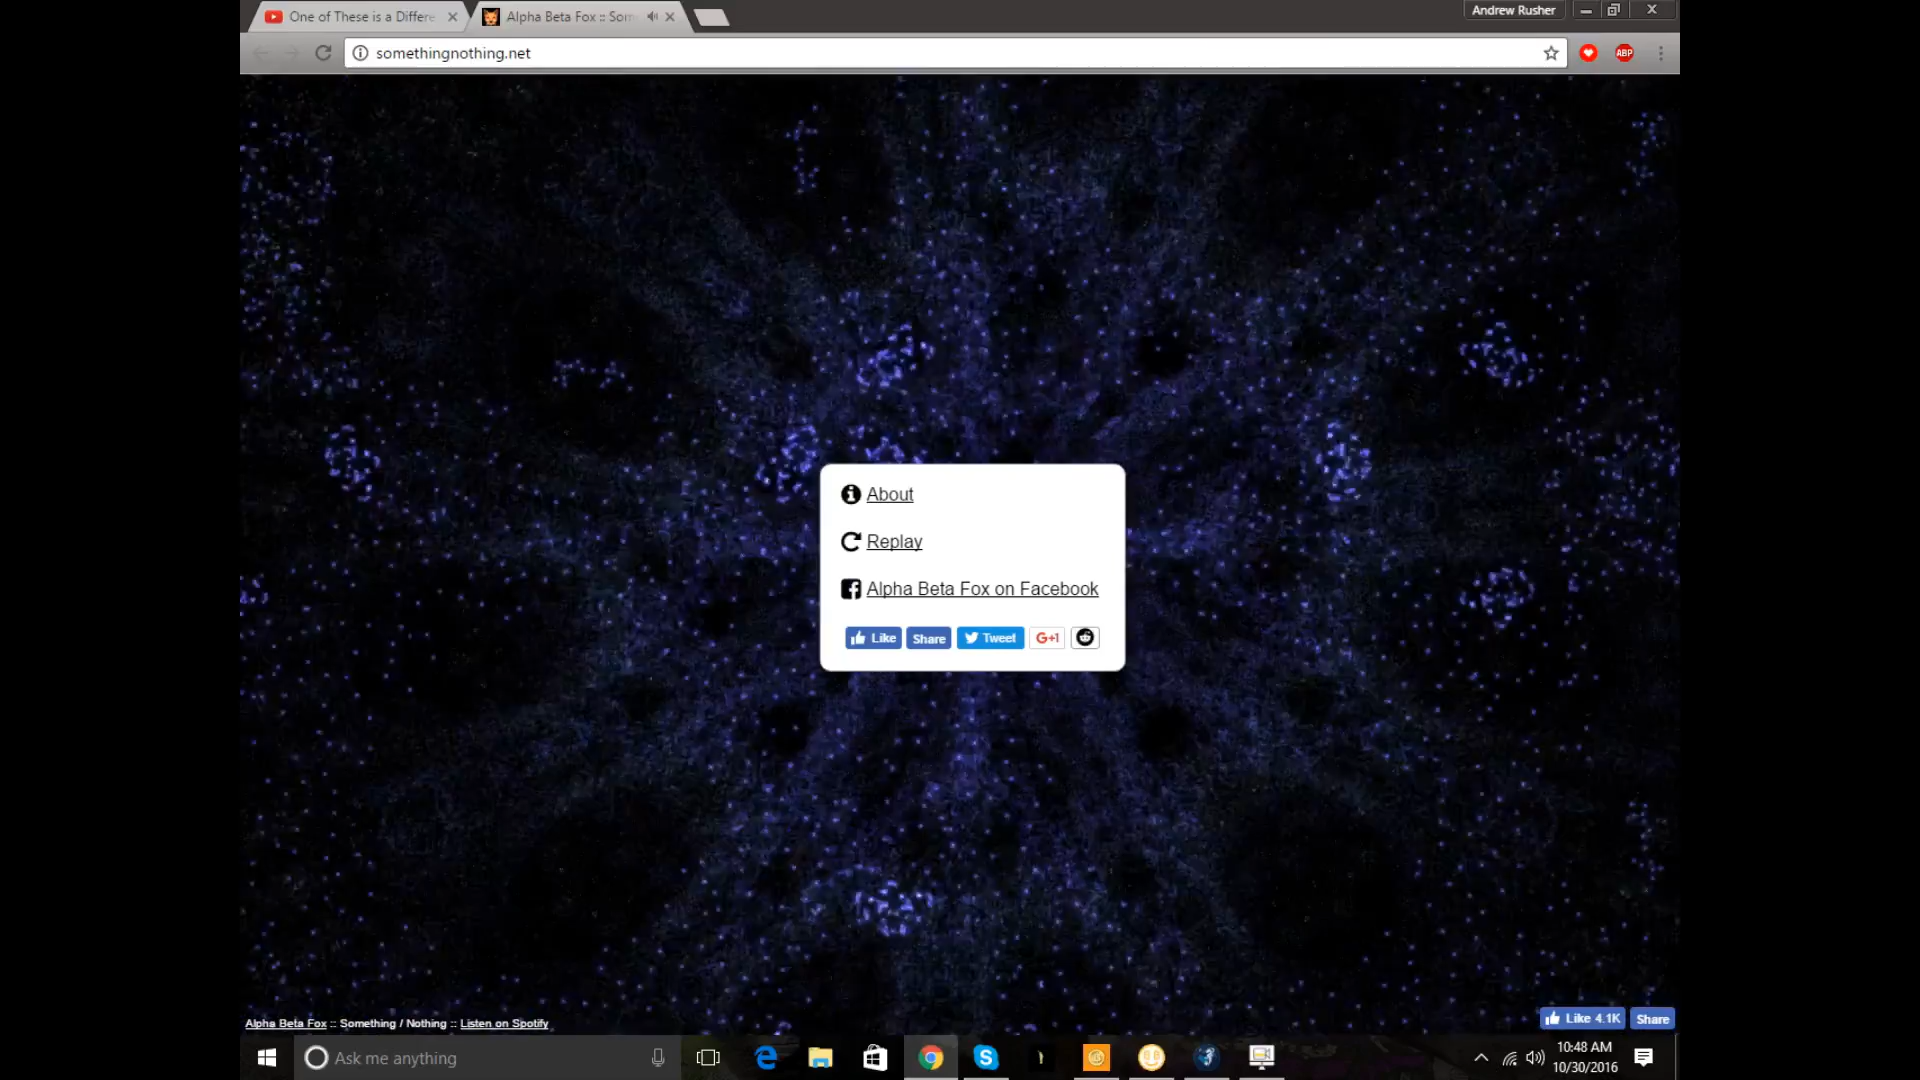 One of These is a Differe
Alpha Beta Fox :: Som
Andrew Rusher
somethingnothing.net
ABP
About
Replay
Alpha Beta Fox on Facebook
Like Share Tweet G+1
Alpha Beta Fox :: Something / Nothing :: Listen on Spotify
Like 4.1K Share
Ask me anything
10:48 AM
10/30/2016